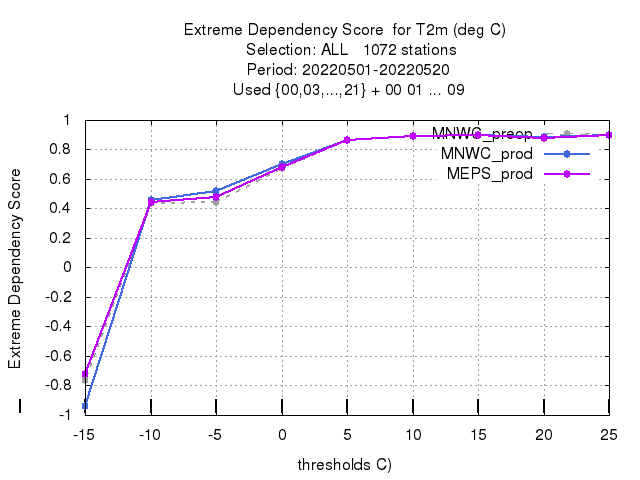 Extreme Dependency Score  for T2m (deg C)
Selection: ALL   1072 stations
Period: 20220501-20220520
Used {00,03,...,21} + 00 01 ... 09
Extreme Dependency Score
1
0.8
0.6
0.4
0.2
0
-0.2
-0.4
-0.6
-0.8
-1
MNWC_preop
MNWC_prod
MEPS_prod
-15 -10 -5 0 5 10 15 20 25
thresholds C)